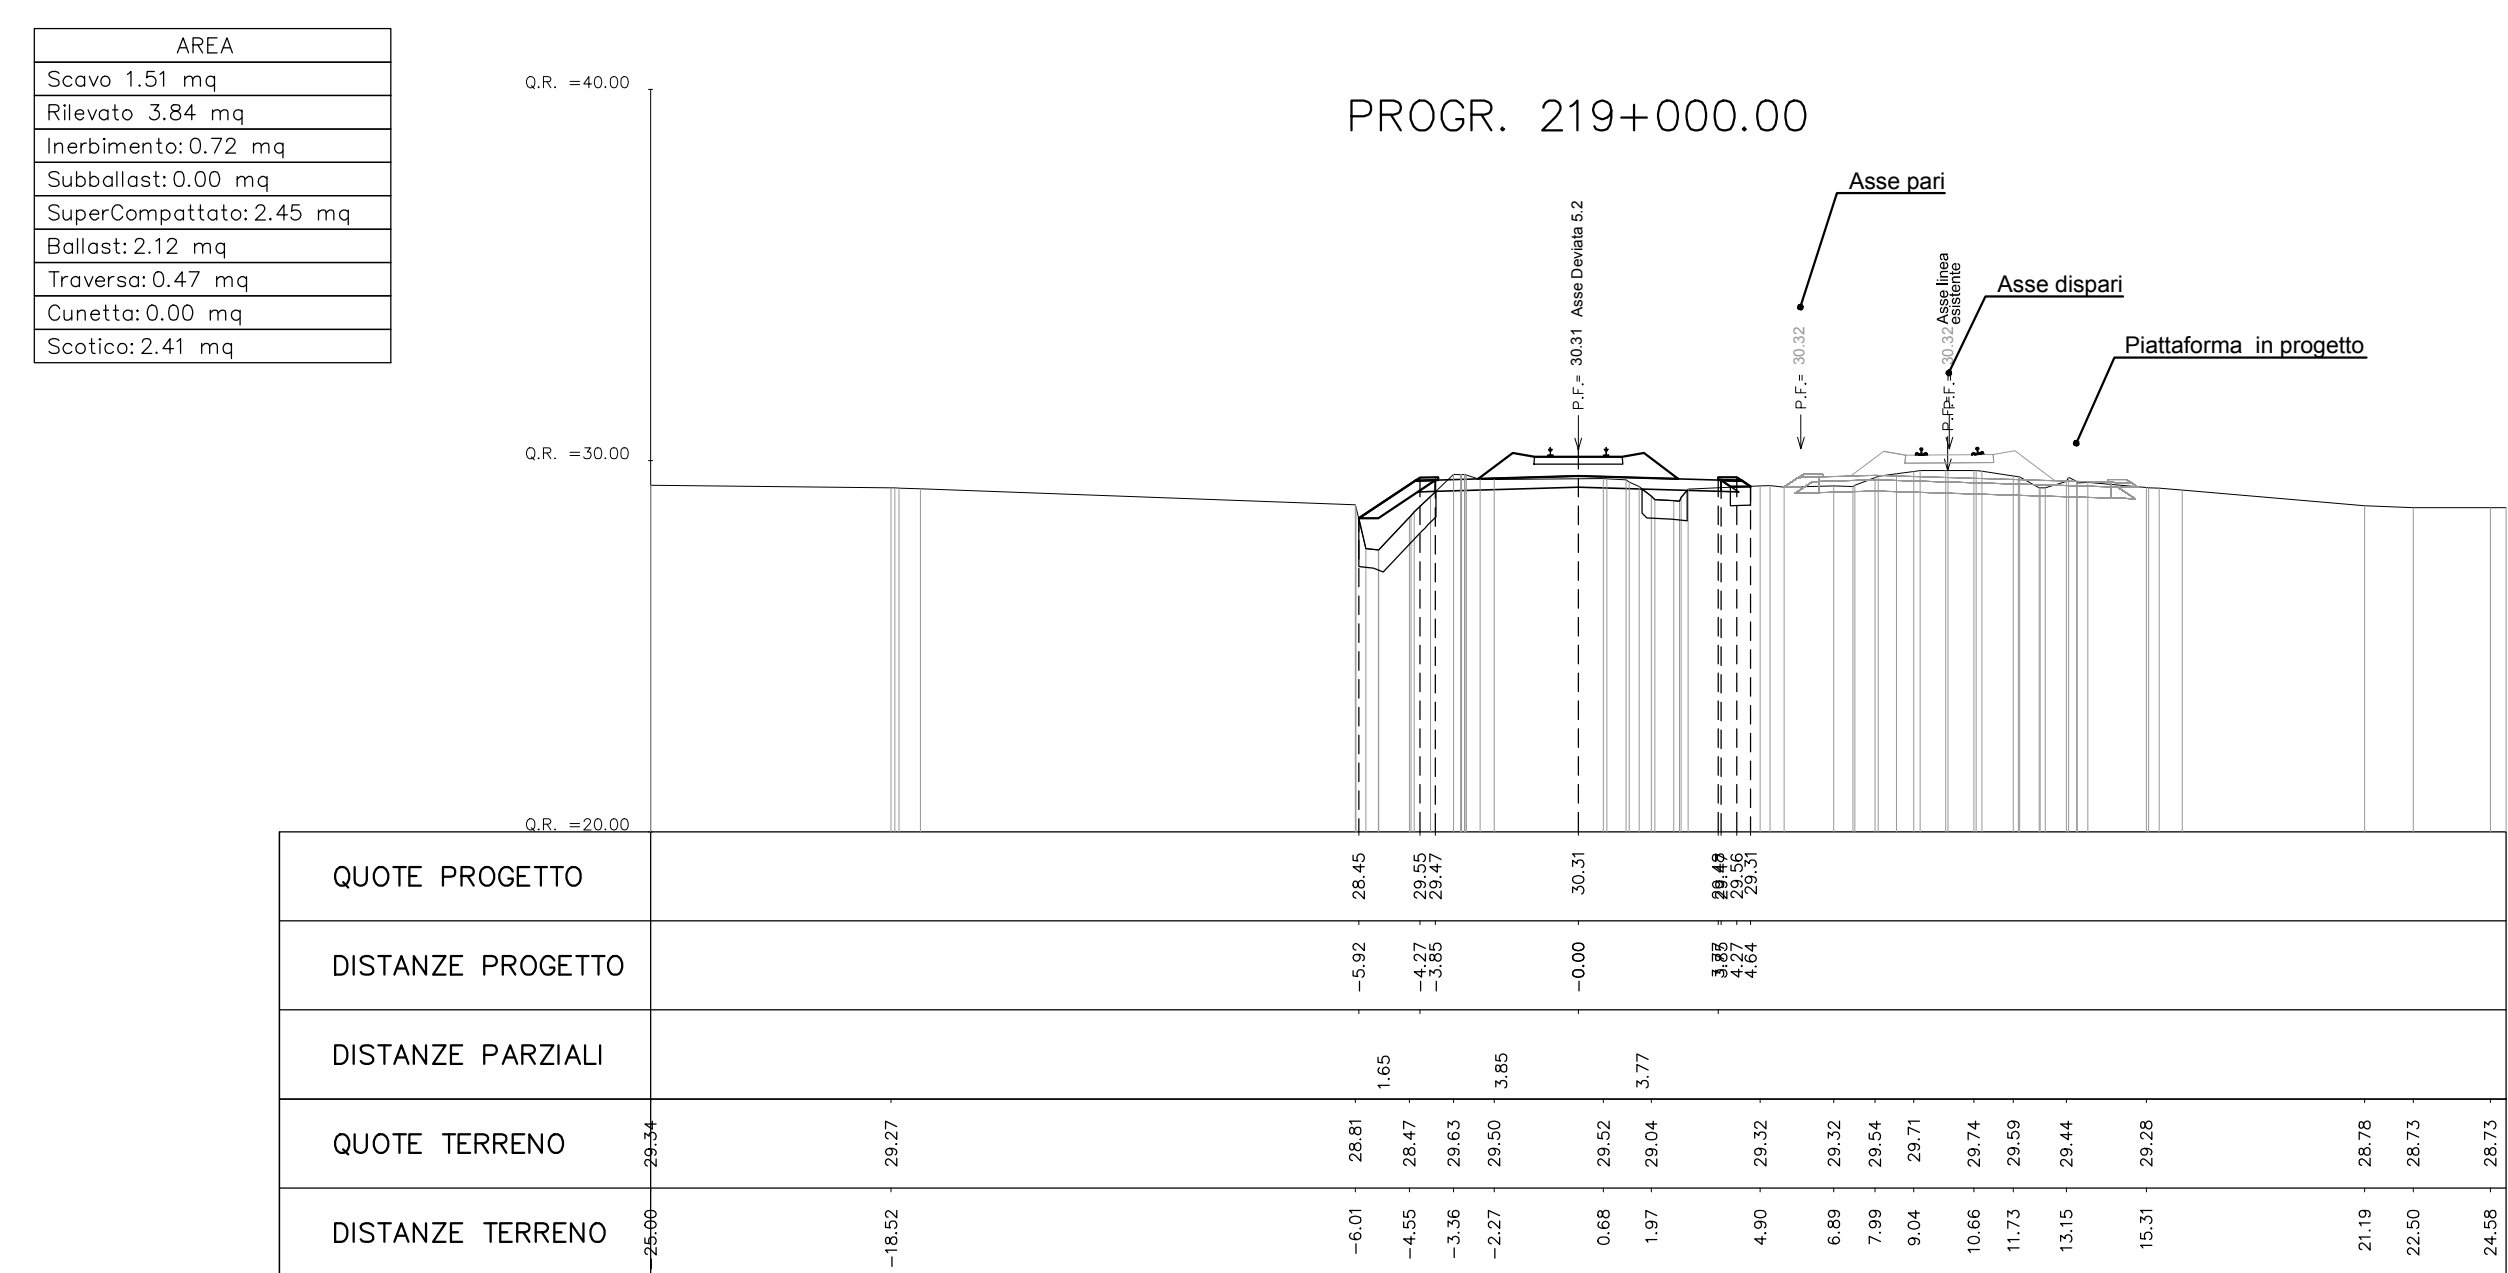 AREA
Scavo 1.51 mq
Rilevato 3.84 mq
Inerbimento: 0.72 mq
Subballast: 0.00 mq
SuperCompattato: 2.45 mq
Ballast: 2.12 mq
Traversa: 0.47 mq
Cunetta: 0.00 mq
Scotico: 2.41 mq
Q.R. =40.00
PROGR. 219+000.00
Asse pari
Asse dispari
Piattaforma in progetto
P.F.= 30.31 Asse Deviata 5.2
P.F.= 30.32
Asse linea
esistente
P.F.= 30.32
Q.R. =30.00
Q.R. =20.00
QUOTE PROGETTO
28.45
29.55
29.47
30.31
29.48
29.56
29.31
DISTANZE PROGETTO
-5.92
-4.27
-3.85
-0.00
3.77
3.85
4.27
4.64
DISTANZE PARZIALI
1.65
3.85
3.77
QUOTE TERRENO
29.34
29.27
28.81
28.47
29.63
29.50
29.52
29.04
29.32
29.32
29.54
29.71
29.74
29.59
29.44
29.28
28.78
28.73
28.73
DISTANZE TERRENO
-25.00
-18.52
-6.01
-4.55
-3.36
-2.27
0.68
1.97
4.90
6.89
7.99
9.04
10.66
11.73
13.15
15.31
21.19
22.50
24.58